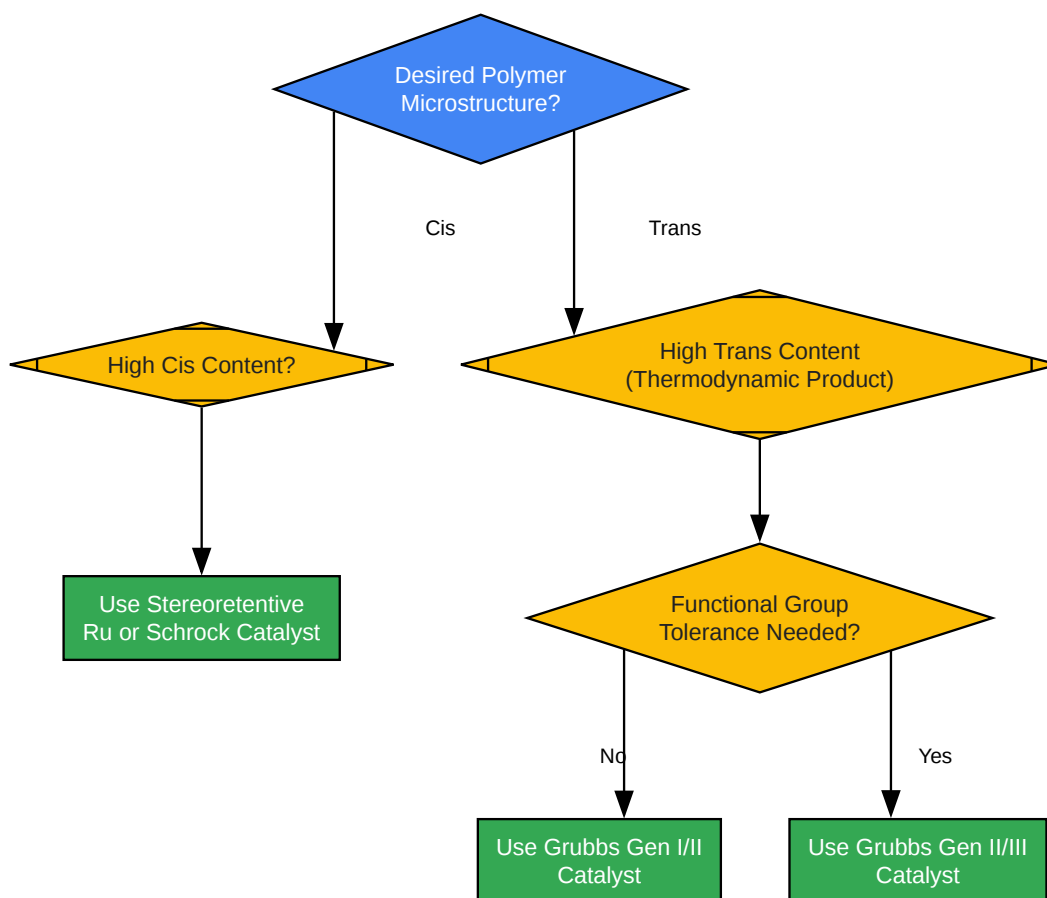 Desired Polymer
Microstructure?
Cis
Trans
High Cis Content?
High Trans Content
(Thermodynamic Product)
Use Stereoretentive
Ru or Schrock Catalyst
Functional Group
Tolerance Needed?
No
Yes
Use Grubbs Gen I/II
Catalyst
Use Grubbs Gen II/III
Catalyst